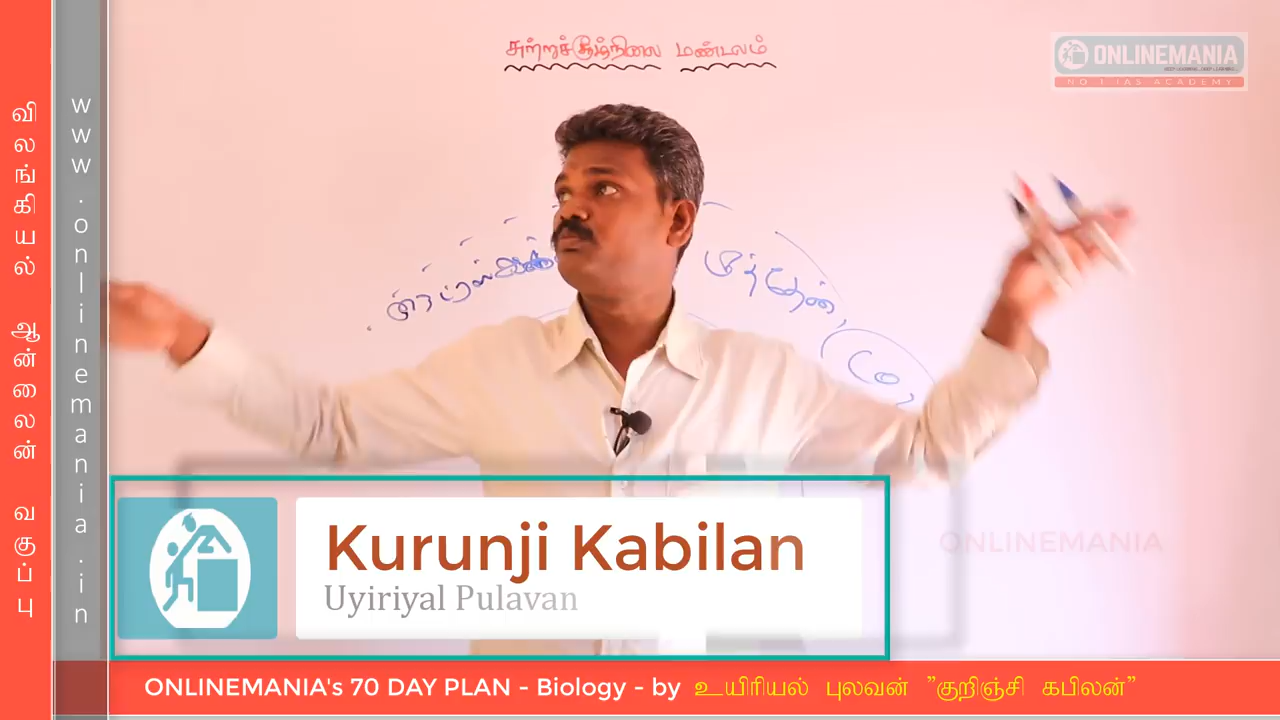 சுற்றுச்சூழ்நிலை மண்டலம்
ONLINEMANIA
NO 1 IAS ACADEMY
விலங்கியல் ஆன்லைன் வகுப்பு
www.onlinemania.in
Kurunji Kabilan
Uyiriyal Pulavan
ONLINEMANIA
ONLINEMANIA's 70 DAY PLAN - Biology - by உயிரியல் புலவன் ”குறிஞ்சி கபிலன்”